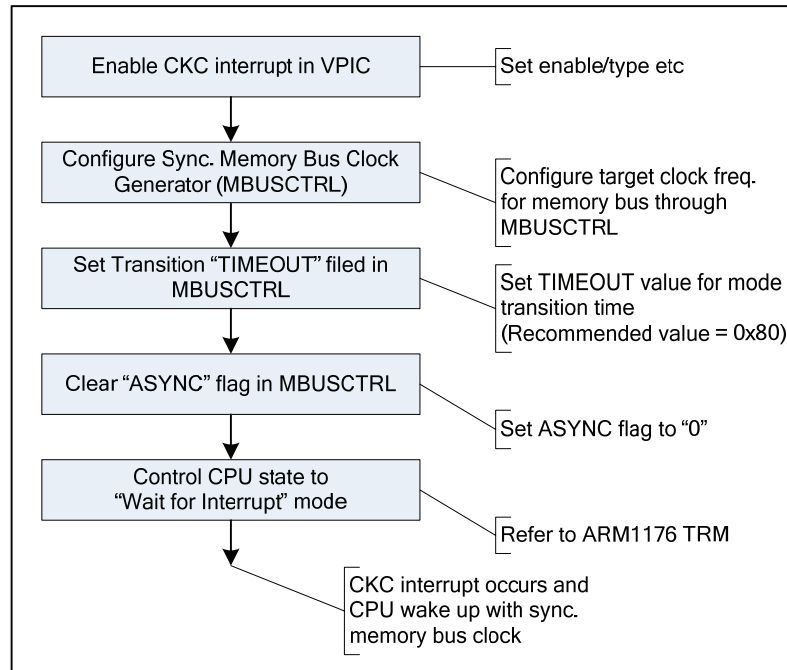 Enable CKC interrupt in VPIC
Set enable/type etc
Configure Sync. Memory Bus Clock
Generator (MBUSCTRL)
Configure target clock freq.
for memory bus through
MBUSCTRL
Set Transition “TIMEOUT” filed in
MBUSCTRL
Set TIMEOUT value for mode
transition time
(Recommended value = 0x80)
Clear “ASYNC” flag in MBUSCTRL
Set ASYNC flag to “0”
Control CPU state to
“Wait for Interrupt” mode
Refer to ARM1176 TRM
CKC interrupt occurs and
CPU wake up with sync.
memory bus clock